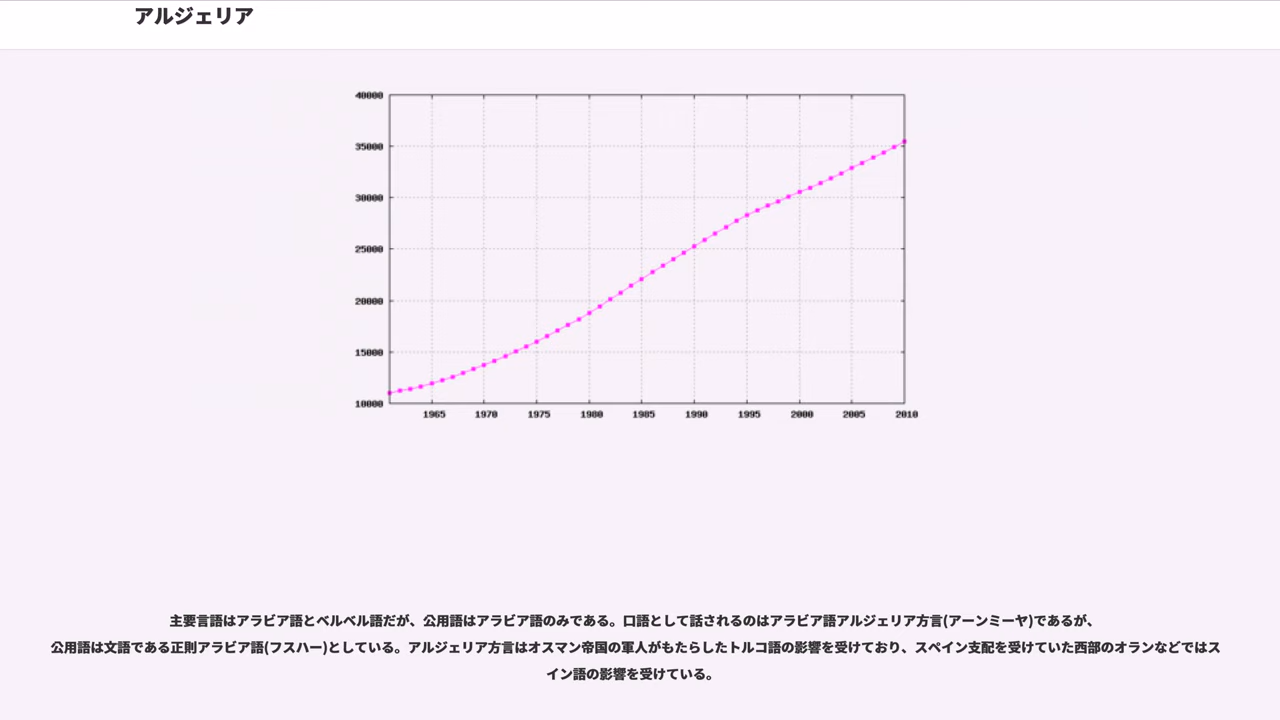 アルジェリア
40000
35000
30000
25000
20000
15000
10000
1965 1970 1975 1980 1985 1990 1995 2000 2005 2010
主要言語はアラビア語とベルベル語だが、公用語はアラビア語のみである。口語として話されるのはアラビア語アルジェリア方言(アーンミーヤ)であるが、
公用語は文語である正則アラビア語(フスハー)としている。アルジェリア方言はオスマン帝国の軍人がもたらしたトルコ語の影響を受けており、スペイン支配を受けていた西部のオランなどではス
イン語の影響を受けている。